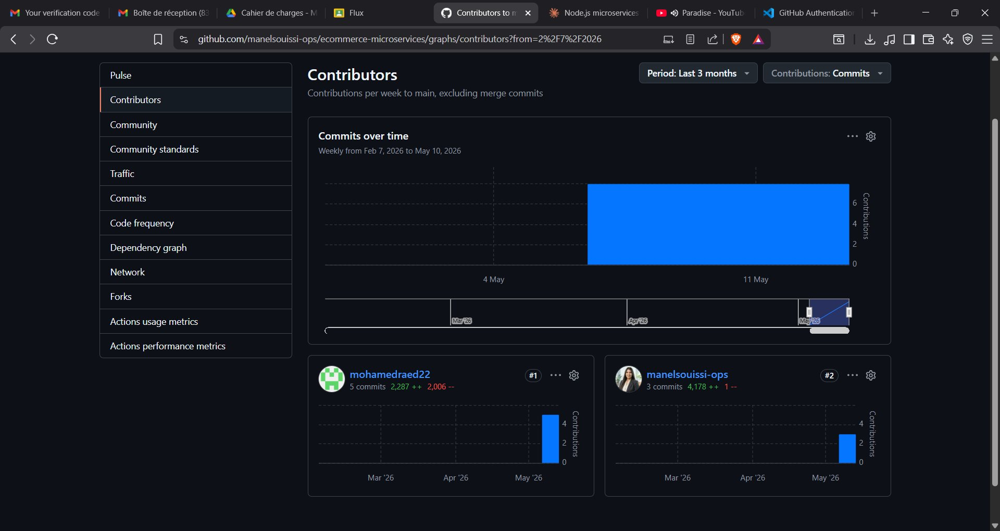 Your verification code
Boîte de réception (83
Cahier de charges - M
Flux
Contributors to m
Node.js microservices
Paradise - YouTub
GitHub Authentication
github.com/manelsouissi-ops/ecommerce-microservices/graphs/contributors?from=2%2F7%2F2026
Pulse
Contributors
Community
Community standards
Traffic
Commits
Code frequency
Dependency graph
Network
Forks
Actions usage metrics
Actions performance metrics
Contributors
Contributions per week to main, excluding merge commits
Period: Last 3 months
Contributions: Commits
Commits over time
Weekly from Feb 7, 2026 to May 10, 2026
6
4
2
0
Contributions
4 May
11 May
Mar '26
Apr '26
May '26
mohamedraed22
#1
5 commits 2,287 ++ 2,006 --
4
2
0
Contributions
Mar '26
Apr '26
May '26
manelsouissi-ops
#2
3 commits 4,178 ++ 1 --
4
2
0
Contributions
Mar '26
Apr '26
May '26